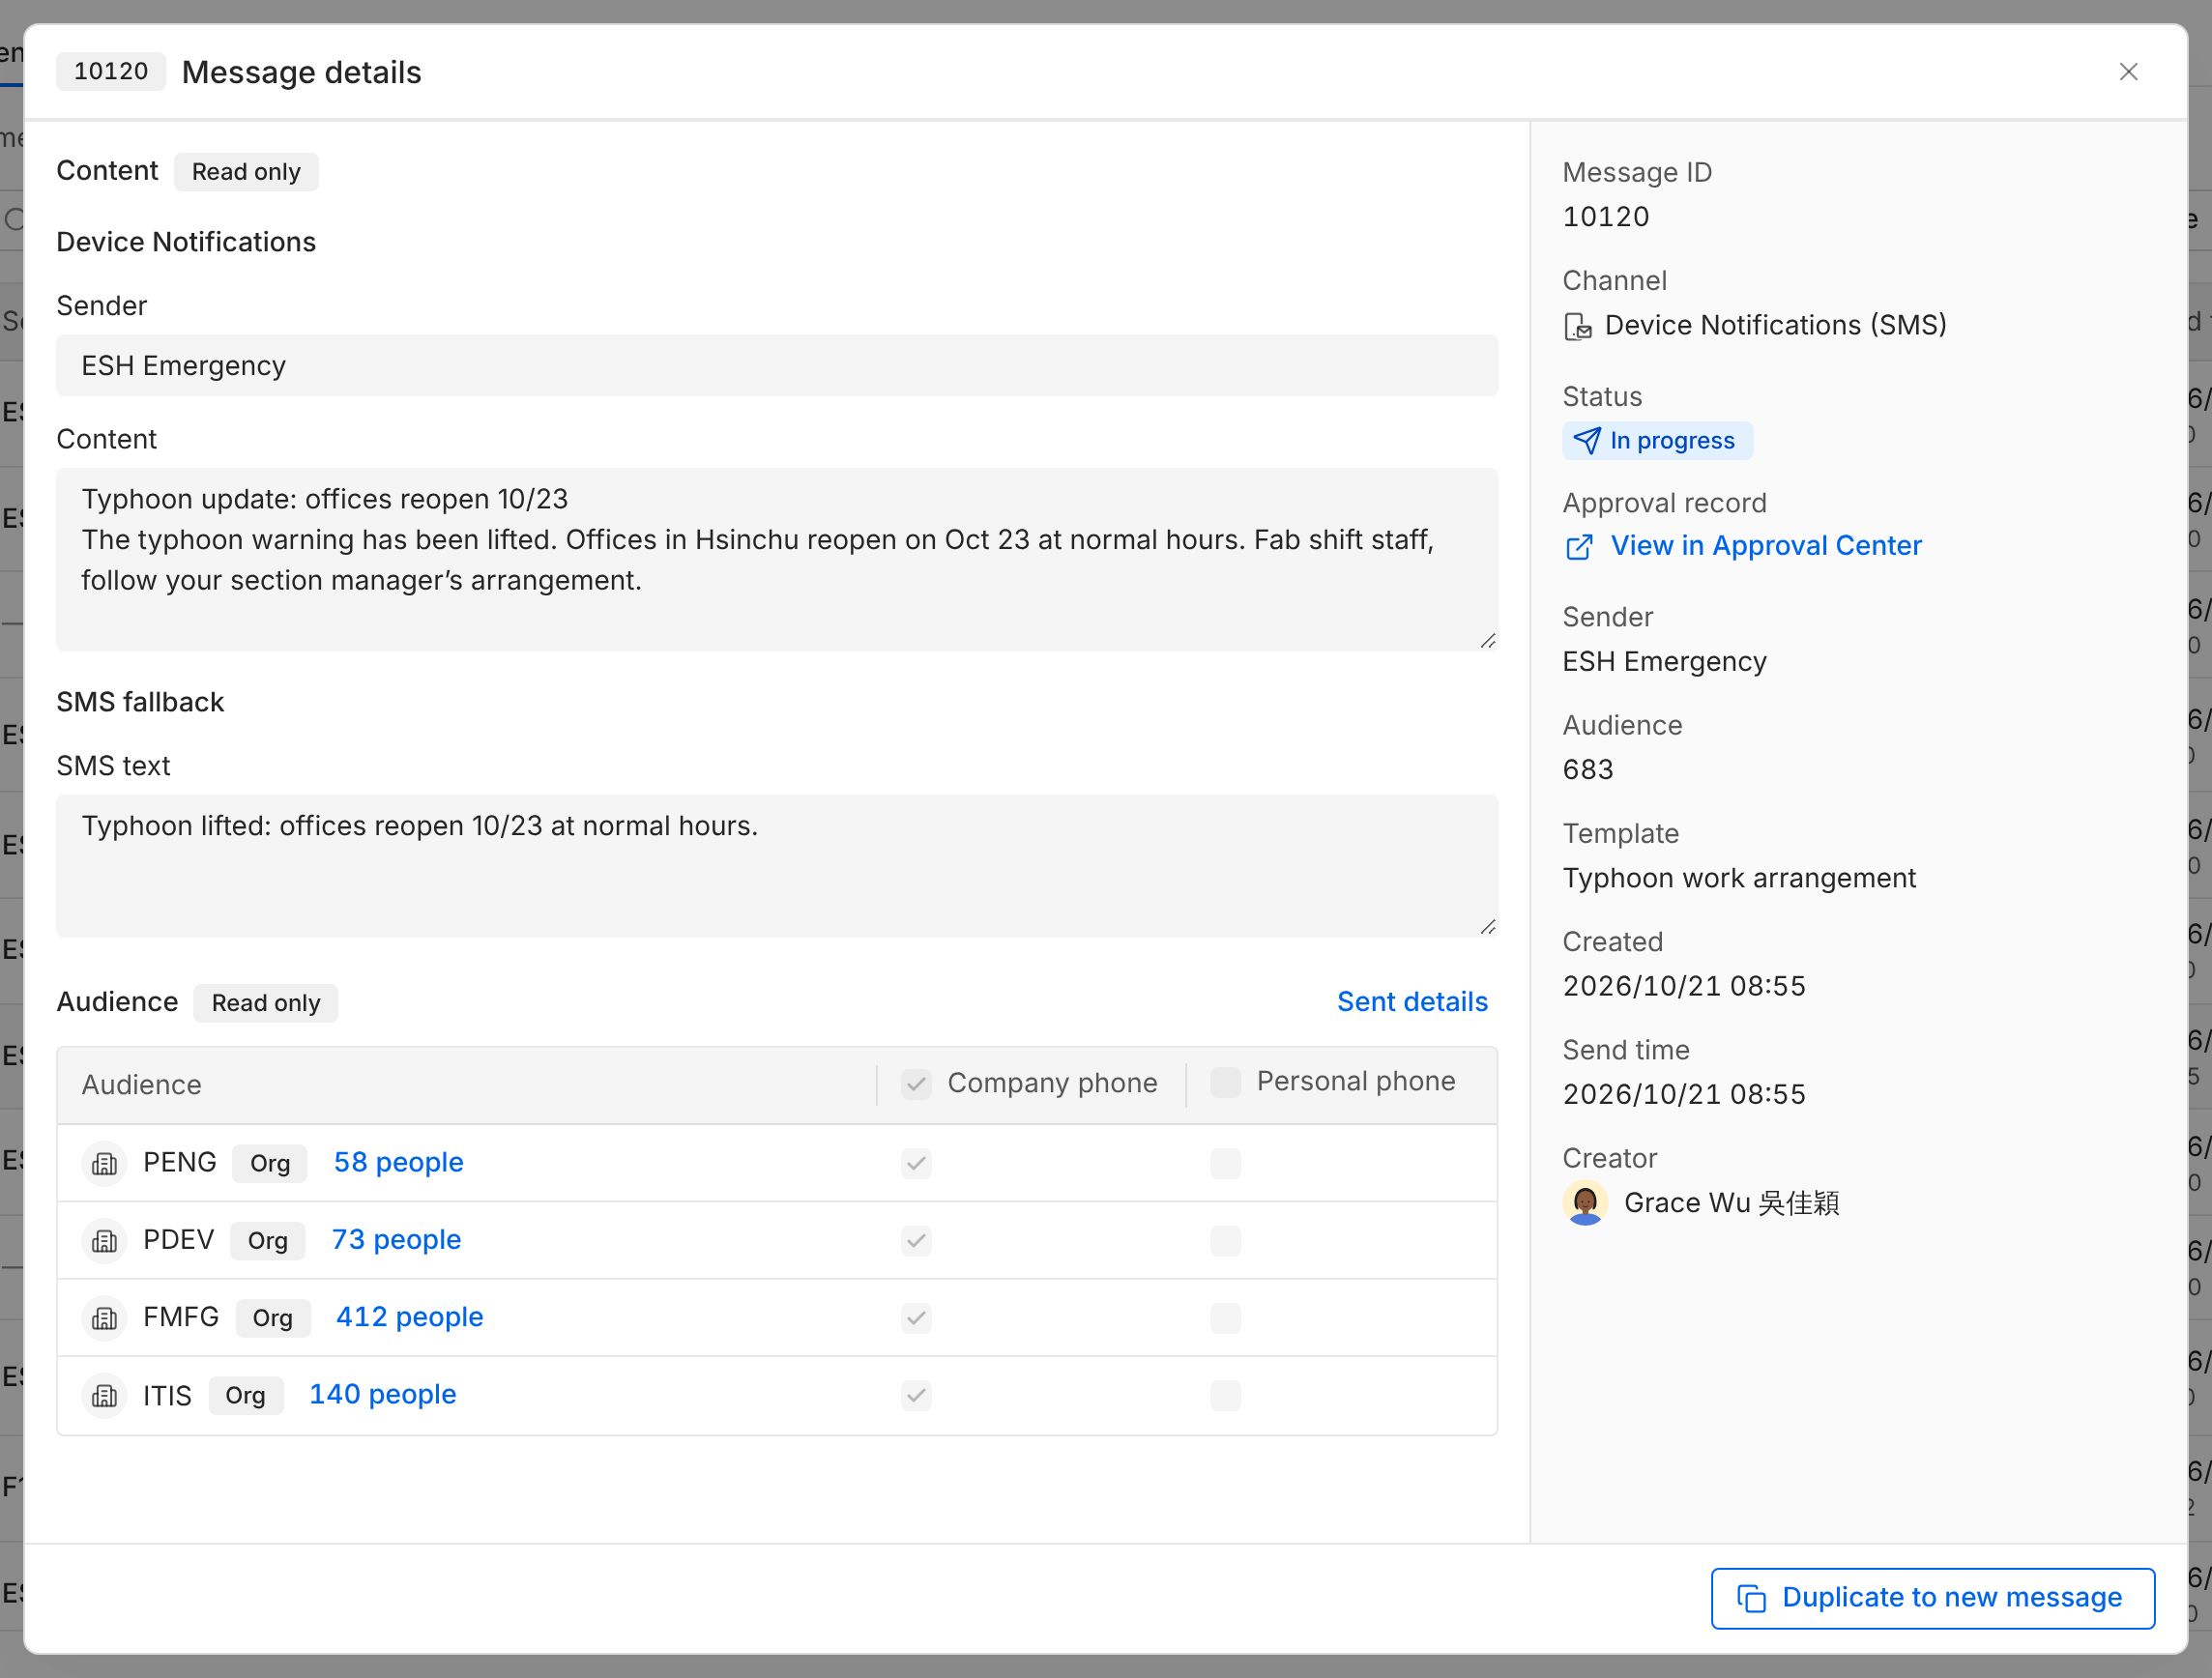 10120 Message details
Content Read only
Device Notifications
Sender
ESH Emergency
Content
Typhoon update: offices reopen 10/23
The typhoon warning has been lifted. Offices in Hsinchu reopen on Oct 23 at normal hours. Fab shift staff,
follow your section manager’s arrangement.
SMS fallback
SMS text
Typhoon lifted: offices reopen 10/23 at normal hours.
Audience Read only Sent details
Audience Company phone Personal phone
PENG Org 58 people
PDEV Org 73 people
FMFG Org 412 people
ITIS Org 140 people
Message ID
10120
Channel
Device Notifications (SMS)
Status
In progress
Approval record
View in Approval Center
Sender
ESH Emergency
Audience
683
Template
Typhoon work arrangement
Created
2026/10/21 08:55
Send time
2026/10/21 08:55
Creator
Grace Wu 吳佳穎
Duplicate to new message